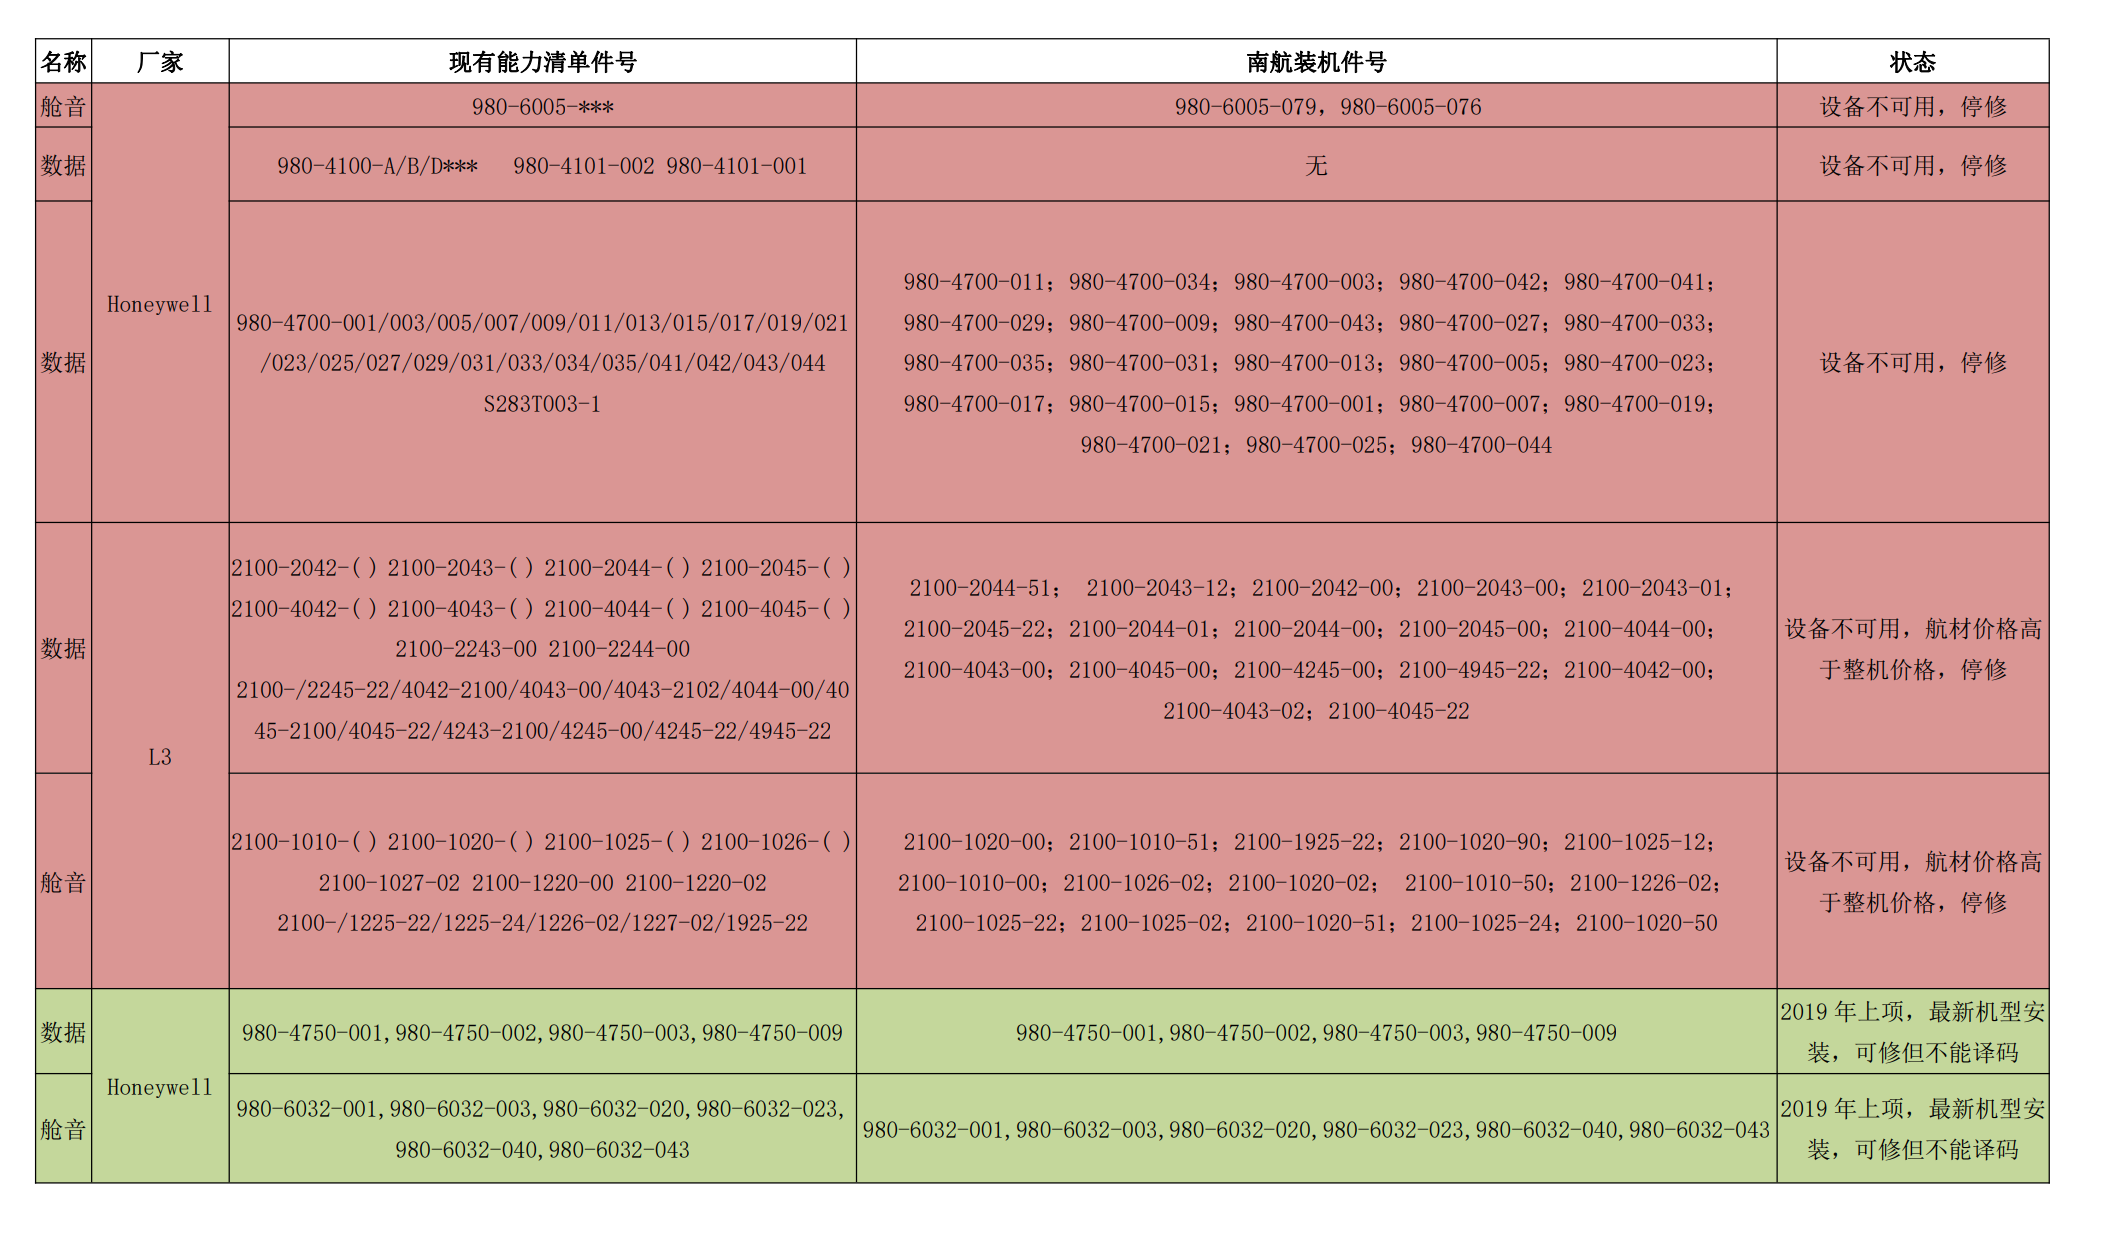 名称 厂家 现有能力清单件号 南航装机件号 状态
舱音 980-6005-*** 980-6005-079，980-6005-076 设备不可用，停修
数据 980-4100-A/B/D*** 980-4101-002 980-4101-001 无 设备不可用，停修
Honeywell
数据
980-4700-001/003/005/007/009/011/013/015/017/019/021
/023/025/027/029/031/033/034/035/041/042/043/044
S283T003-1
980-4700-011；980-4700-034；980-4700-003；980-4700-042；980-4700-041；
980-4700-029；980-4700-009；980-4700-043；980-4700-027；980-4700-033；
980-4700-035；980-4700-031；980-4700-013；980-4700-005；980-4700-023；
980-4700-017；980-4700-015；980-4700-001；980-4700-007；980-4700-019；
980-4700-021；980-4700-025；980-4700-044
设备不可用，停修
数据
L3
2100-2042-( ) 2100-2043-( ) 2100-2044-( ) 2100-2045-( )
2100-4042-( ) 2100-4043-( ) 2100-4044-( ) 2100-4045-( )
2100-2243-00 2100-2244-00
2100-/2245-22/4042-2100/4043-00/4043-2102/4044-00/40
45-2100/4045-22/4243-2100/4245-00/4245-22/4945-22
2100-2044-51； 2100-2043-12；2100-2042-00；2100-2043-00；2100-2043-01；
2100-2045-22；2100-2044-01；2100-2044-00；2100-2045-00；2100-4044-00；
2100-4043-00；2100-4045-00；2100-4245-00；2100-4945-22；2100-4042-00；
2100-4043-02；2100-4045-22
设备不可用，航材价格高
于整机价格，停修
舱音
2100-1010-( ) 2100-1020-( ) 2100-1025-( ) 2100-1026-( )
2100-1027-02 2100-1220-00 2100-1220-02
2100-/1225-22/1225-24/1226-02/1227-02/1925-22
2100-1020-00；2100-1010-51；2100-1925-22；2100-1020-90；2100-1025-12；
2100-1010-00；2100-1026-02；2100-1020-02； 2100-1010-50；2100-1226-02；
2100-1025-22；2100-1025-02；2100-1020-51；2100-1025-24；2100-1020-50
设备不可用，航材价格高
于整机价格，停修
数据
Honeywell
980-4750-001,980-4750-002,980-4750-003,980-4750-009
980-4750-001,980-4750-002,980-4750-003,980-4750-009
2019 年上项，最新机型安
装，可修但不能译码
舱音
980-6032-001,980-6032-003,980-6032-020,980-6032-023,
980-6032-040,980-6032-043
980-6032-001,980-6032-003,980-6032-020,980-6032-023,980-6032-040,980-6032-043
2019 年上项，最新机型安
装，可修但不能译码